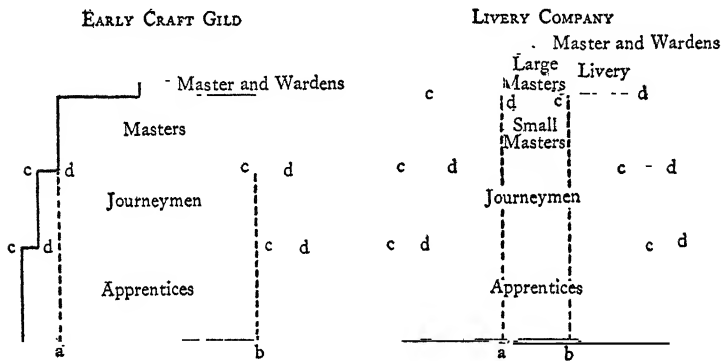 EARLY CRAFT GILD
Master and Wardens
Masters
c d c d
Journeymen
c d c d
Apprentices
a b
LIVERY COMPANY
Master and Wardens
Large Livery
Masters
c d c d
Small
Masters
c d c d
Journeymen
c d c d
Apprentices
a b